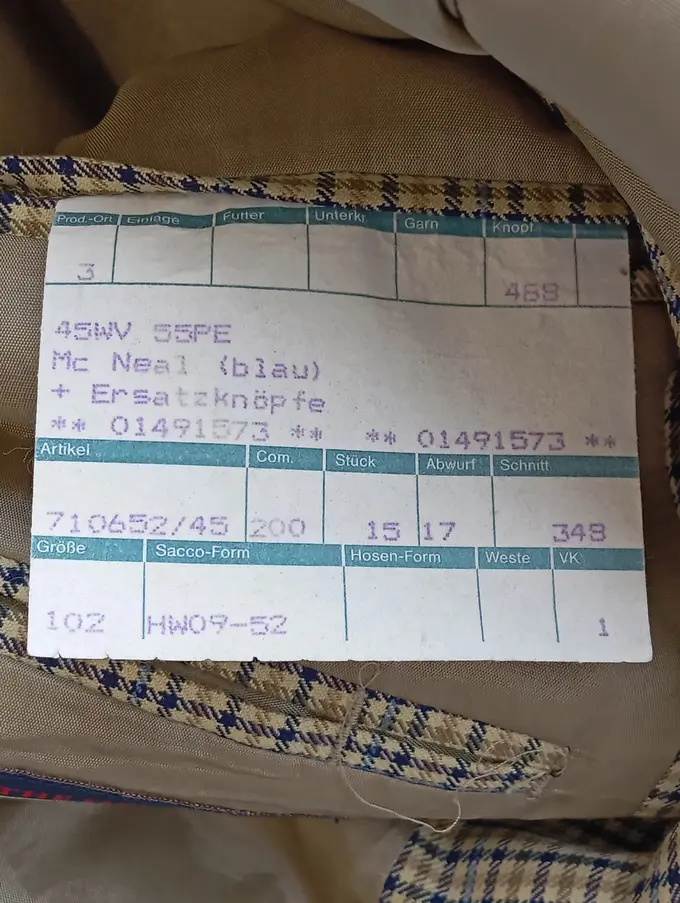 Prod.-Ort Einlage Futter Unterkr. Garn Knopf
3 468
45WV 55PE
Mc Neal (blau)
+ Ersatzknöpfe
** 01491573 ** ** 01491573 **
Artikel Com. Stück Abwurf Schnitt
710652/45 200 15 17 348
Größe Sacco-Form Hosen-Form Weste VK
102 HW09-52 1